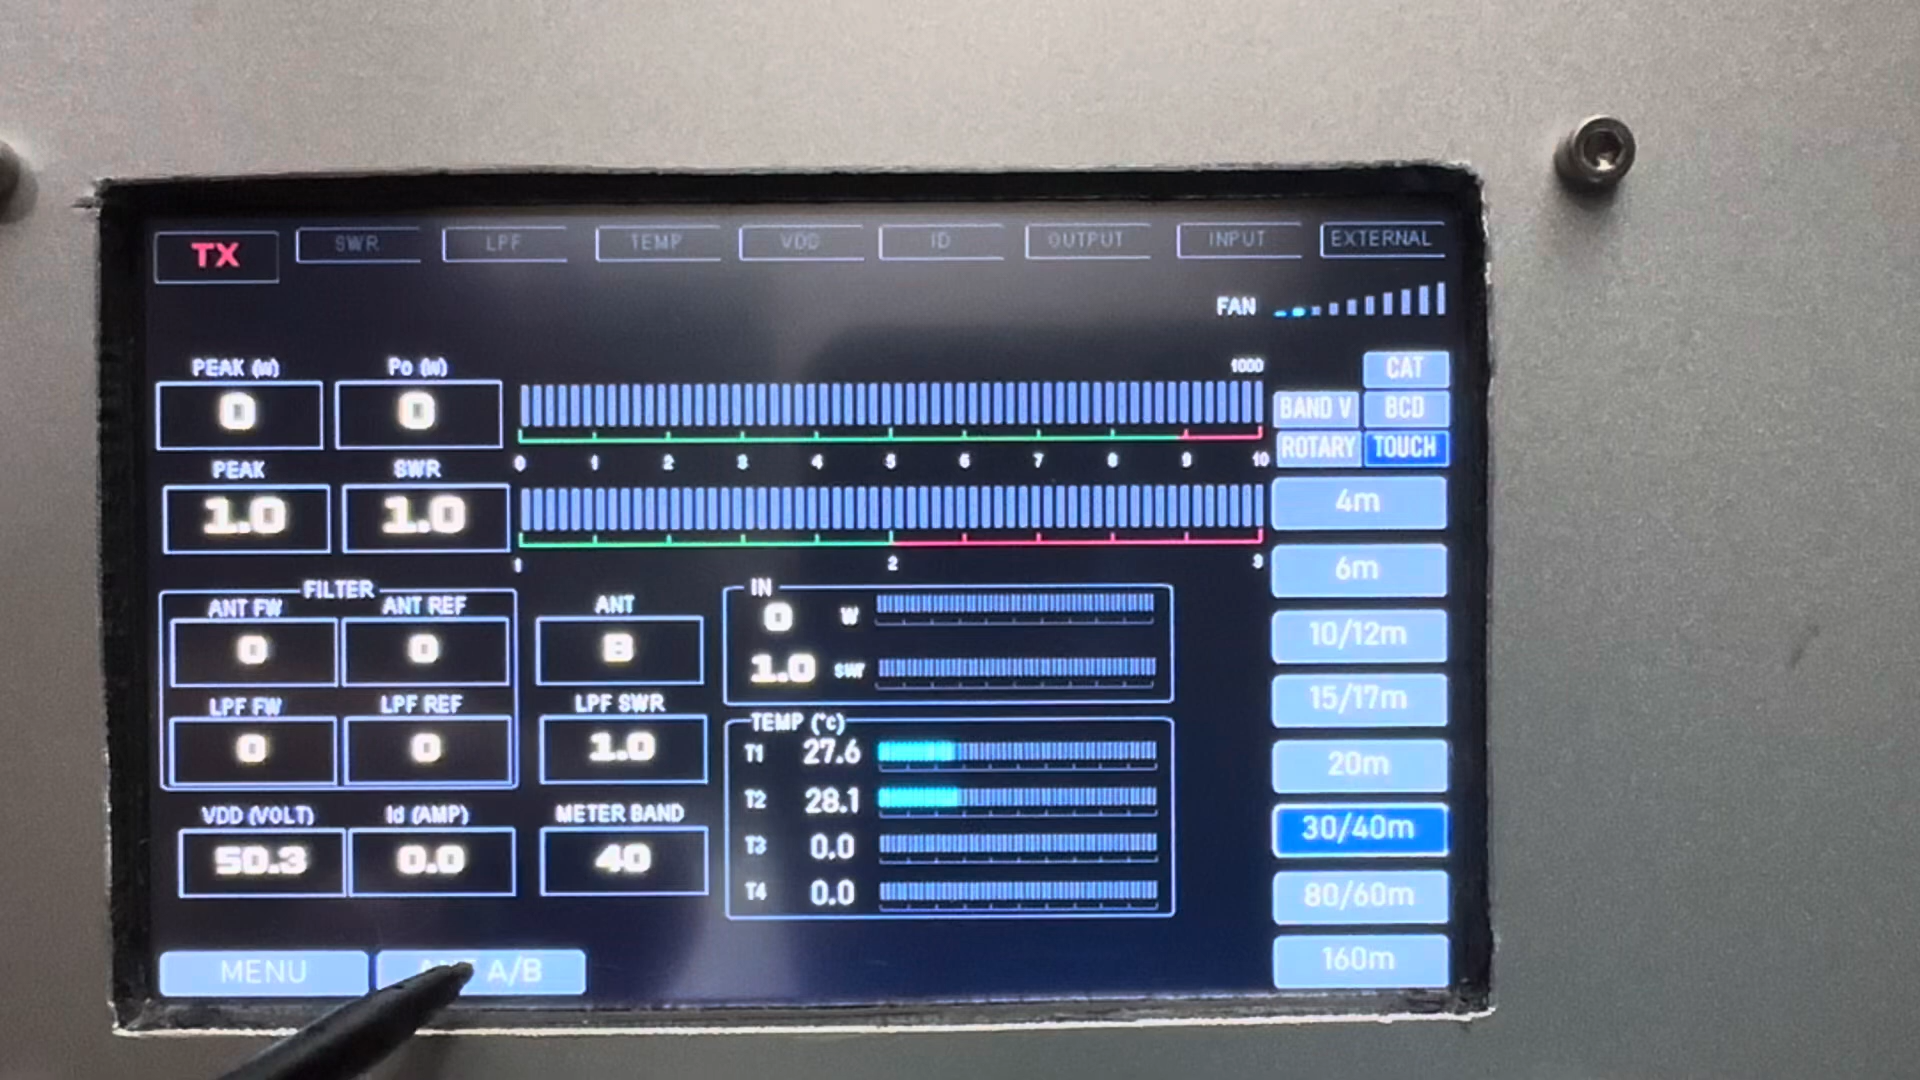 TX SWR LPF TEMP VDD ID OUTPUT INPUT EXTERNAL
FAN
PEAK (W) Po (W)
0 0
1000
0 1 2 3 4 5 6 7 8 9 10
PEAK SWR
1.0 1.0
1 2 3
CAT
BAND V BCD
ROTARY TOUCH
4m
6m
10/12m
15/17m
20m
30/40m
80/60m
160m
FILTER
ANT FW ANT REF
0 0
LPF FW LPF REF
0 0
ANT
B
LPF SWR
1.0
IN
0 W
1.0 swr
TEMP (°c)
T1 27.6
T2 28.1
T3 0.0
T4 0.0
VDD (VOLT) Id (AMP) METER BAND
50.3 0.0 40
MENU A/B